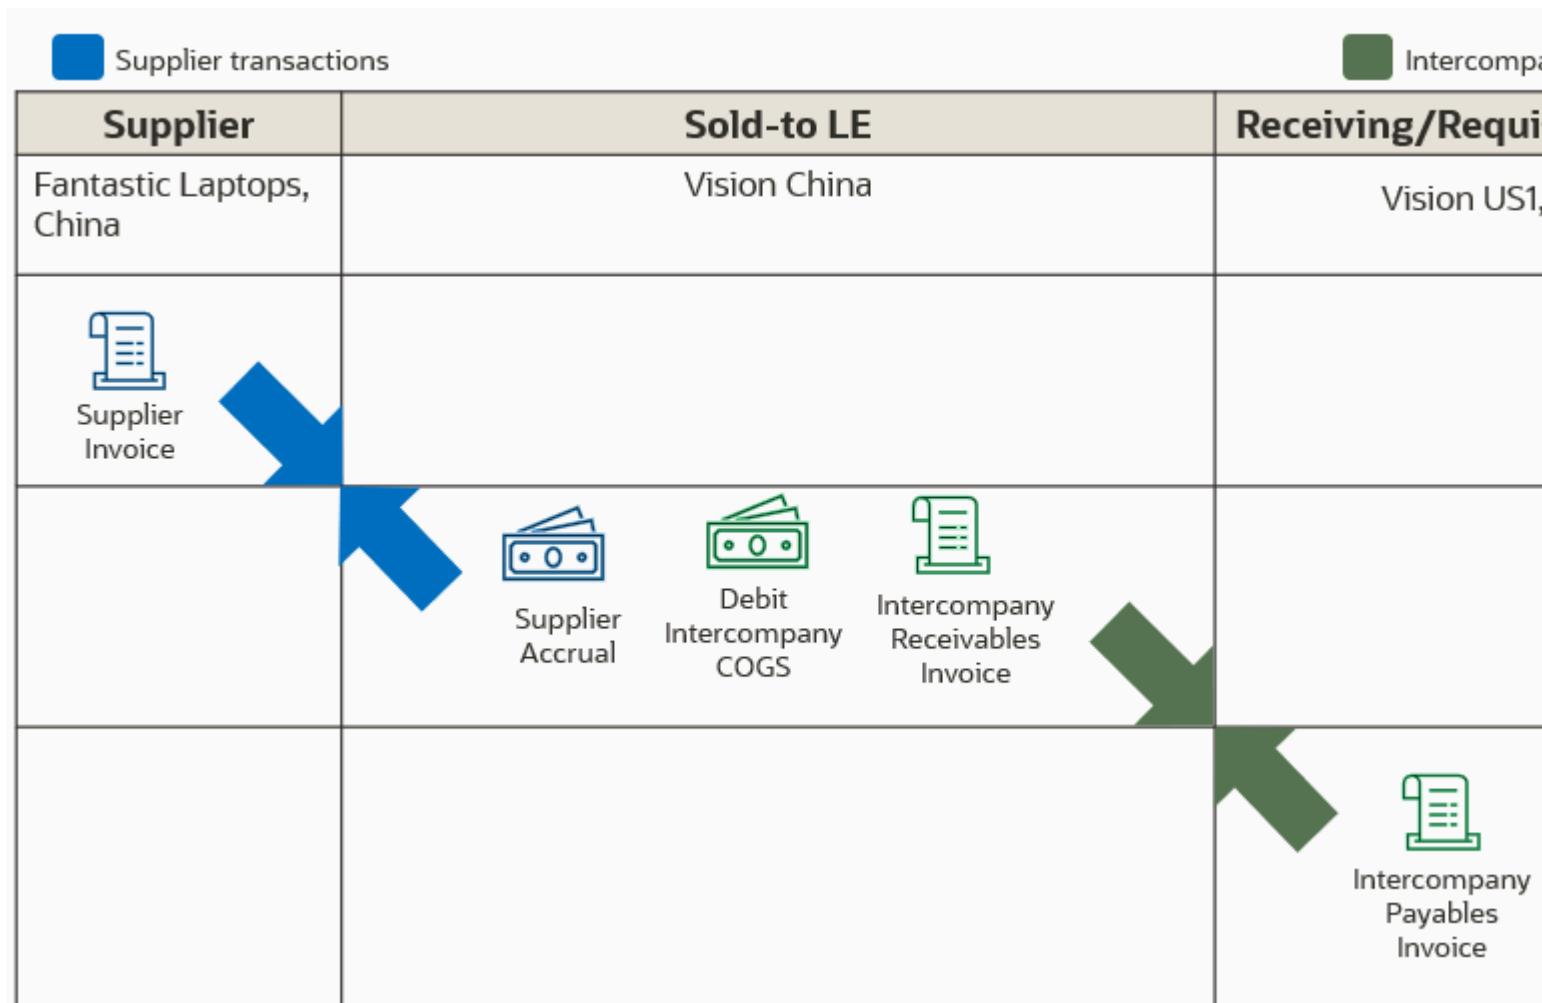 Supplier transactions
Intercompa
Supplier
Sold-to LE
Receiving/Requi
Fantastic Laptops,
China
Vision China
Vision US1,
Supplier
Invoice
Supplier
Accrual
Debit
Intercompany
COGS
Intercompany
Receivables
Invoice
Intercompany
Payables
Invoice